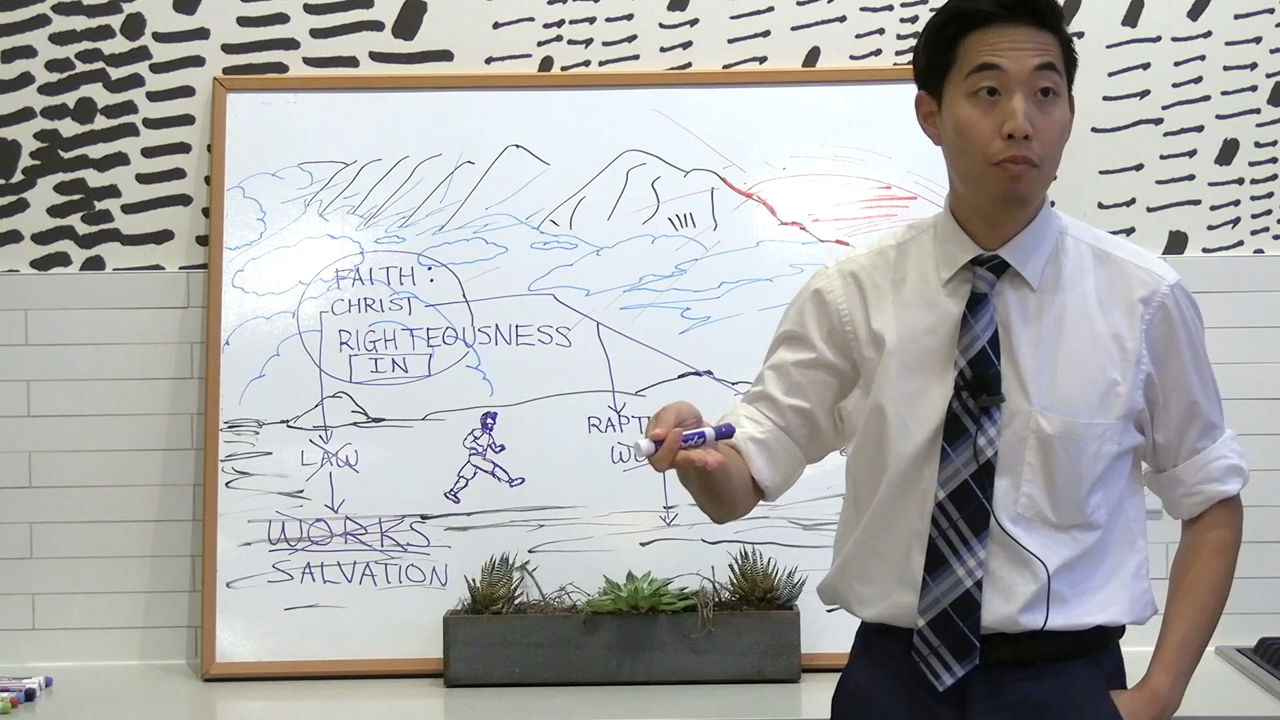 FAITH:
CHRIST
RIGHTEOUSNESS
IN
LAW
WORKS
SALVATION